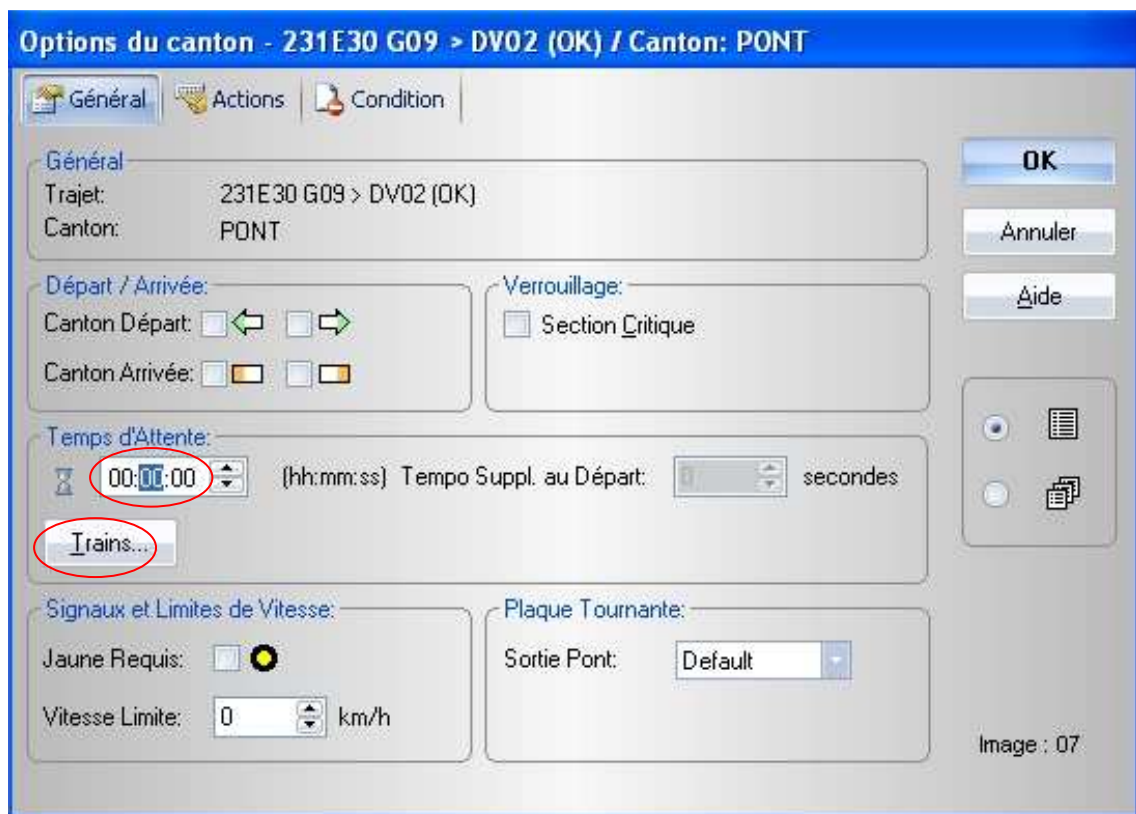 Options du canton - 231E30 G09 > DV02 (OK) / Canton: PONT
Général Actions Condition
Général
Trajet: 231E30 G09 > DV02 (OK)
Canton: PONT
OK
Annuler
Aide
Départ / Arrivée:
Canton Départ:
Canton Arrivée:
Verrouillage:
Section Critique
Temps d'Attente:
00:00:00 (hh:mm:ss) Tempo Suppl. au Départ: 0 secondes
Trains...
Signaux et Limites de Vitesse:
Jaune Requis:
Vitesse Limite: 0 km/h
Plaque Tournante:
Sortie Pont: Default
Image : 07